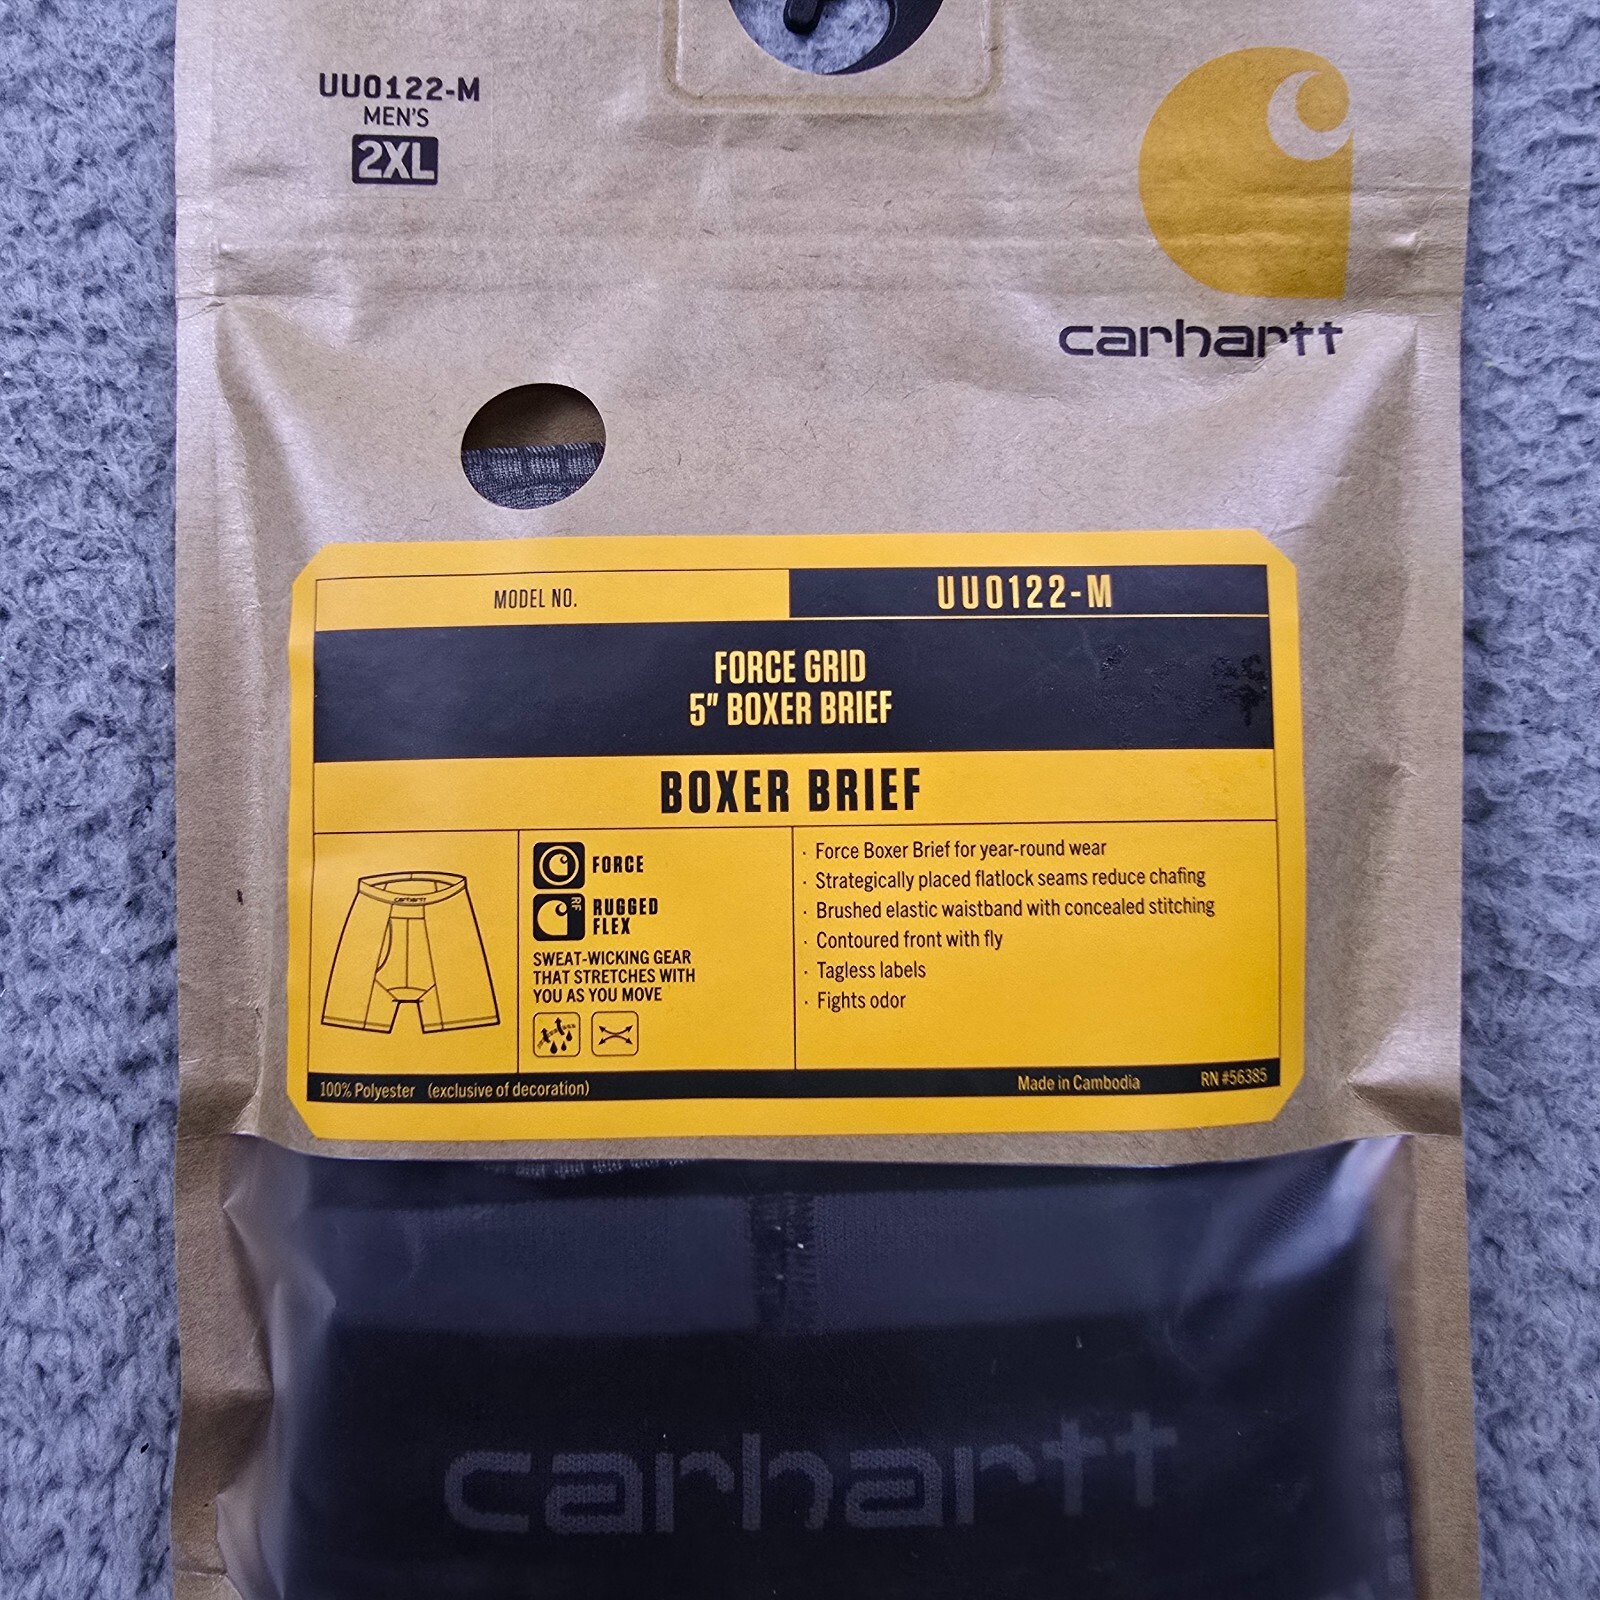 UU0122-M
MEN'S
2XL
carhartt
MODEL NO.
UU0122-M
FORCE GRID
5" BOXER BRIEF
BOXER BRIEF
carhartt
FORCE
RF
RUGGED
FLEX
SWEAT-WICKING GEAR
THAT STRETCHES WITH
YOU AS YOU MOVE
· Force Boxer Brief for year-round wear
· Strategically placed flatlock seams reduce chafing
· Brushed elastic waistband with concealed stitching
· Contoured front with fly
· Tagless labels
· Fights odor
100% Polyester (exclusive of decoration)
Made in Cambodia
RN #56385
carhartt